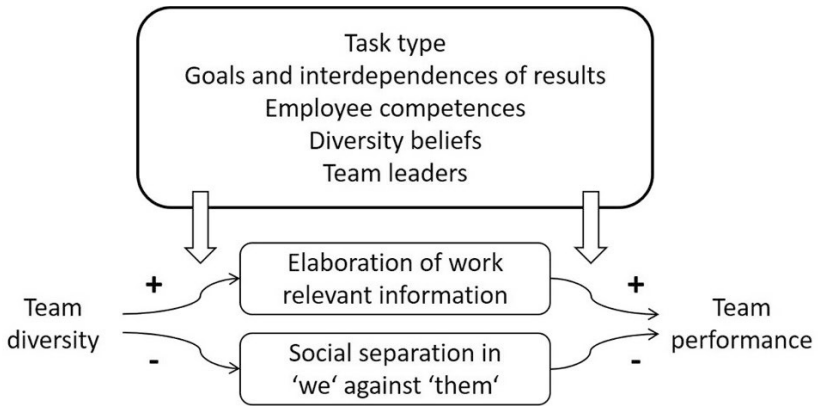 Task type
Goals and interdependences of results
Employee competences
Diversity beliefs
Team leaders
+
Elaboration of work
relevant information
+
Team
diversity
Team
performance
-
Social separation in
‘we‘ against ‘them‘
-